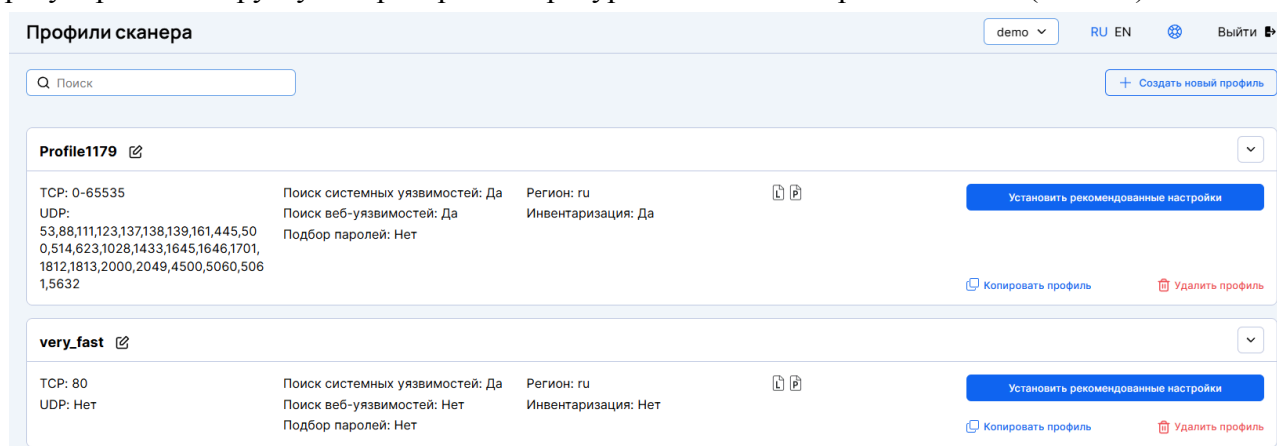 Профили сканера
demo
RU EN
Выйти
Поиск
+ Создать новый профиль
Profile1179
TCP: 0-65535
UDP:
53,88,111,123,137,138,139,161,445,50
0,514,623,1028,1433,1645,1646,1701,
1812,1813,2000,2049,4500,5060,506
1,5632
Поиск системных уязвимостей: Да
Поиск веб-уязвимостей: Да
Подбор паролей: Нет
Регион: ru
Инвентаризация: Да
L P
Установить рекомендованные настройки
Копировать профиль
Удалить профиль
very_fast
TCP: 80
UDP: Нет
Поиск системных уязвимостей: Да
Поиск веб-уязвимостей: Нет
Подбор паролей: Нет
Регион: ru
Инвентаризация: Нет
L P
Установить рекомендованные настройки
Копировать профиль
Удалить профиль